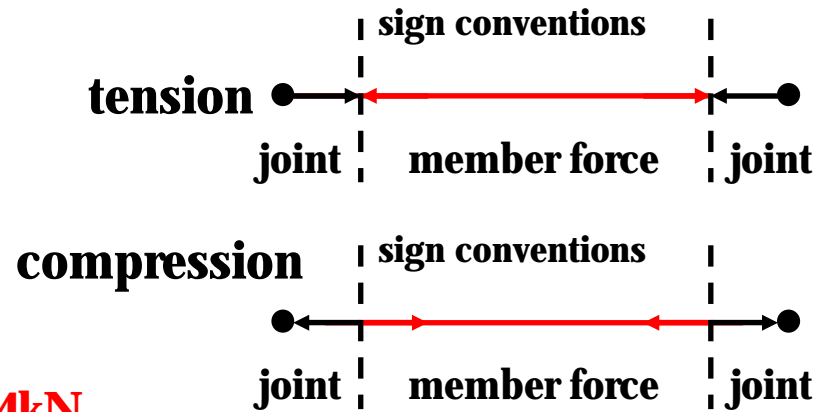 sign conventions
tension
joint member force joint
sign conventions
compression
joint member force joint